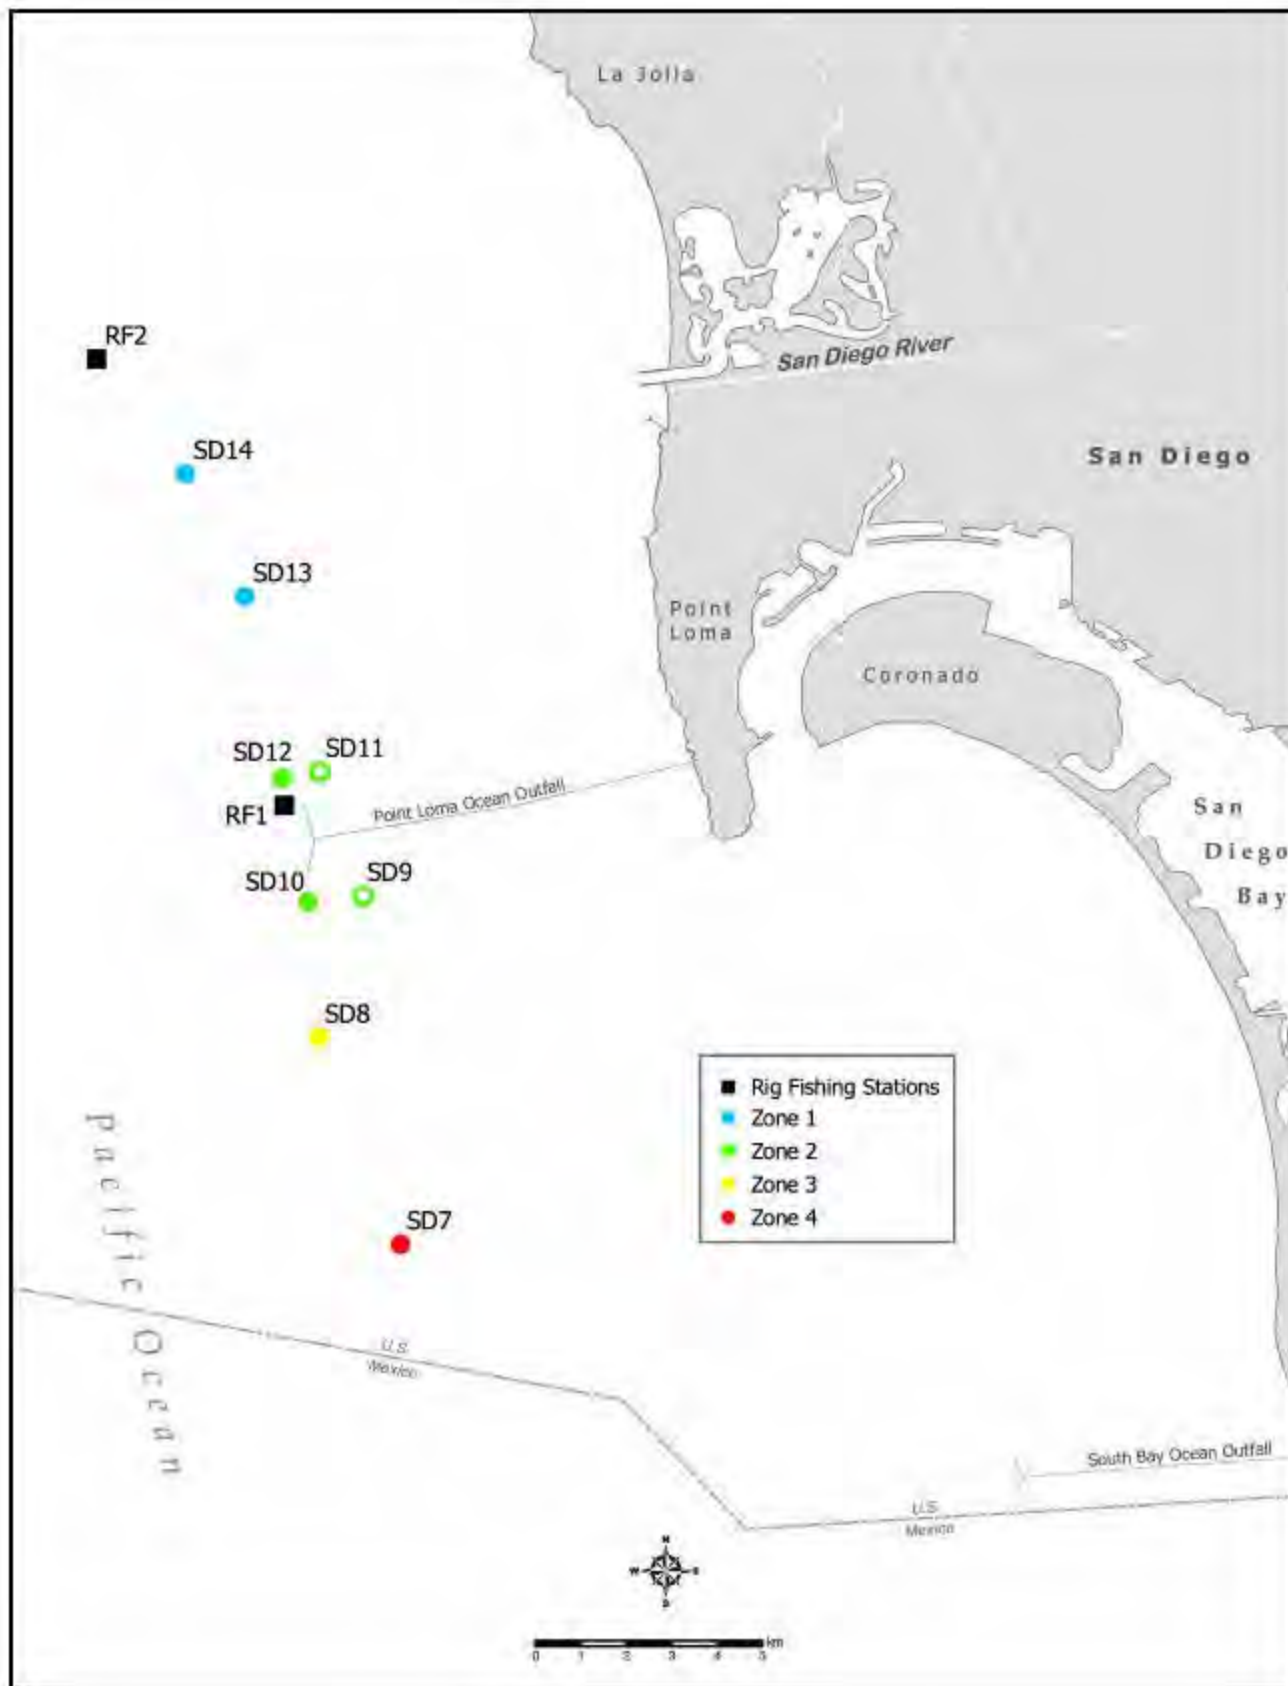 La Jolla
RF2
San Diego River
SD14
San Diego
SD13
Point
Loma
Coronado
SD12
SD11
RF1
Point Loma Ocean Outfall
San
Diego
Bay
SD10
SD9
SD8
Rig Fishing Stations
Zone 1
Zone 2
Zone 3
Zone 4
SD7
Pacific Ocean
U.S.
Mexico
South Bay Ocean Outfall
U.S.
Mexico
N
W
E
S
km
0 1 2 3 4 5